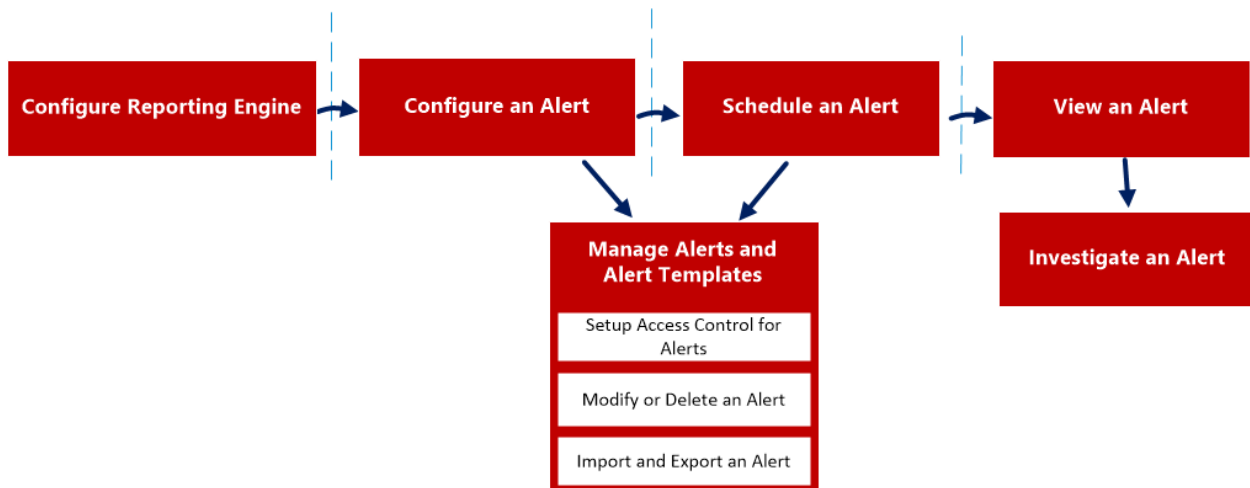 Configure Reporting Engine
Configure an Alert
Schedule an Alert
View an Alert
Manage Alerts and
Alert Templates
Setup Access Control for
Alerts
Modify or Delete an Alert
Import and Export an Alert
Investigate an Alert